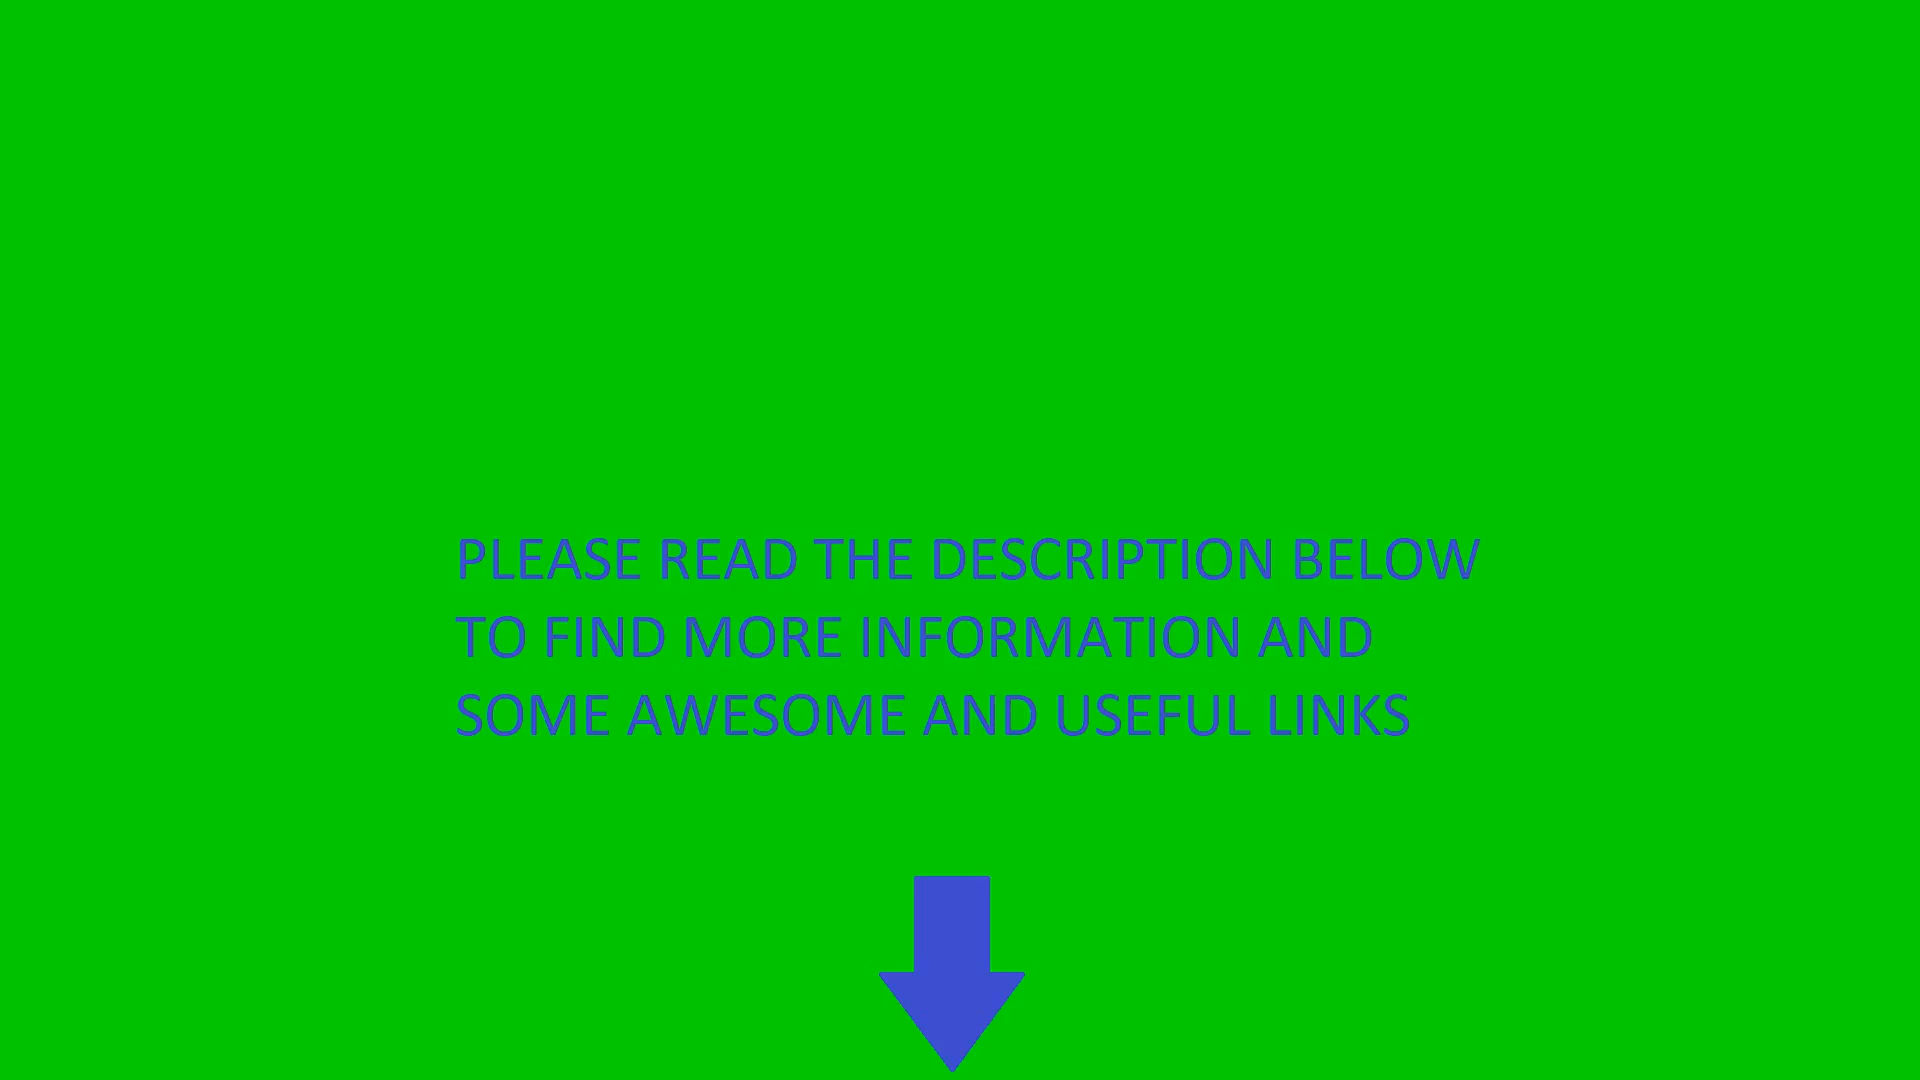 PLEASE READ THE DESCRIPTION BELOW
TO FIND MORE INFORMATION AND
SOME AWESOME AND USEFUL LINKS